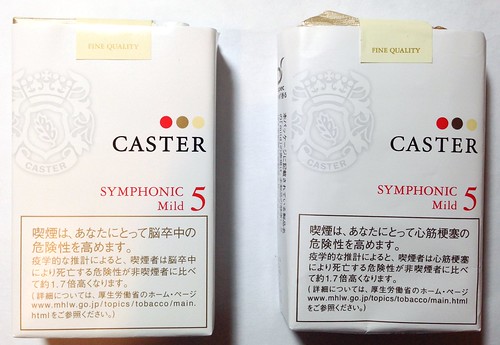 FINE QUALITY
CASTER
CASTER
SYMPHONIC
Mild 5
喫煙は、あなたにとって脳卒中の
危険性を高めます。
疫学的な推計によると、喫煙者は脳卒中
により死亡する危険性が非喫煙者に比べ
て約1.7倍高くなります。
(詳細については、厚生労働省のホーム・ページ
www.mhlw.go.jp/topics/tobacco/main.
htmlをご参照ください。)
FINE QUALITY
CASTER
CASTER
SYMPHONIC
Mild 5
喫煙は、あなたにとって心筋梗塞の
危険性を高めます。
疫学的な推計によると、喫煙者は心筋梗塞
により死亡する危険性が非喫煙者に比べ
て約1.7倍高くなります。
(詳細については、厚生労働省のホーム・ページ
www.mhlw.go.jp/topics/tobacco/main.html
をご参照ください。)